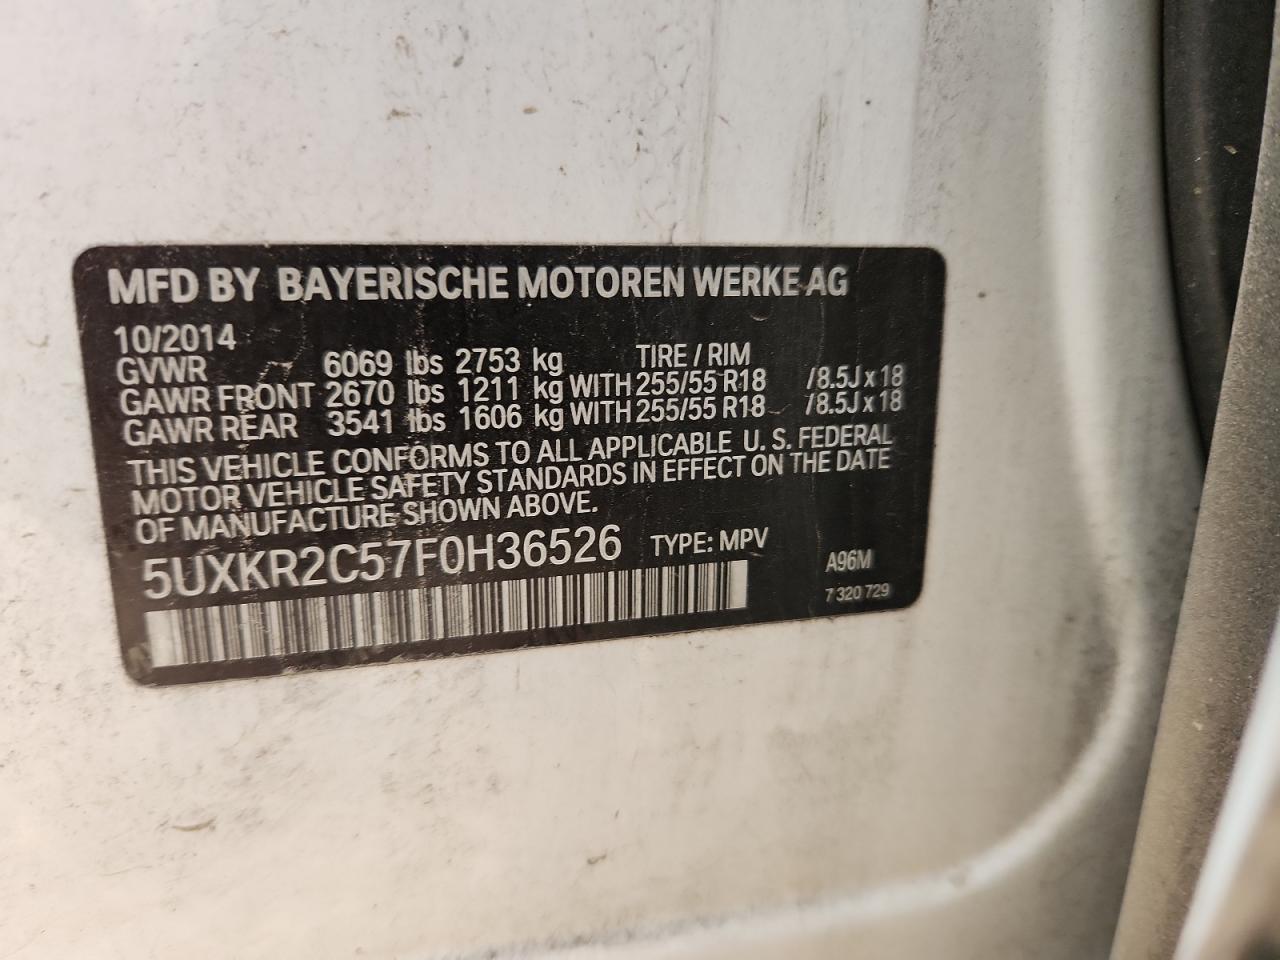 MFD BY BAYERISCHE MOTOREN WERKE AG
10/2014
GVWR 6069 lbs 2753 kg TIRE / RIM
GAWR FRONT 2670 lbs 1211 kg WITH 255/55 R18 /8.5J x 18
GAWR REAR 3541 lbs 1606 kg WITH 255/55 R18 /8.5J x 18
THIS VEHICLE CONFORMS TO ALL APPLICABLE U. S. FEDERAL
MOTOR VEHICLE SAFETY STANDARDS IN EFFECT ON THE DATE
OF MANUFACTURE SHOWN ABOVE.
5UXKR2C57F0H36526 TYPE: MPV A96M
7 320 729